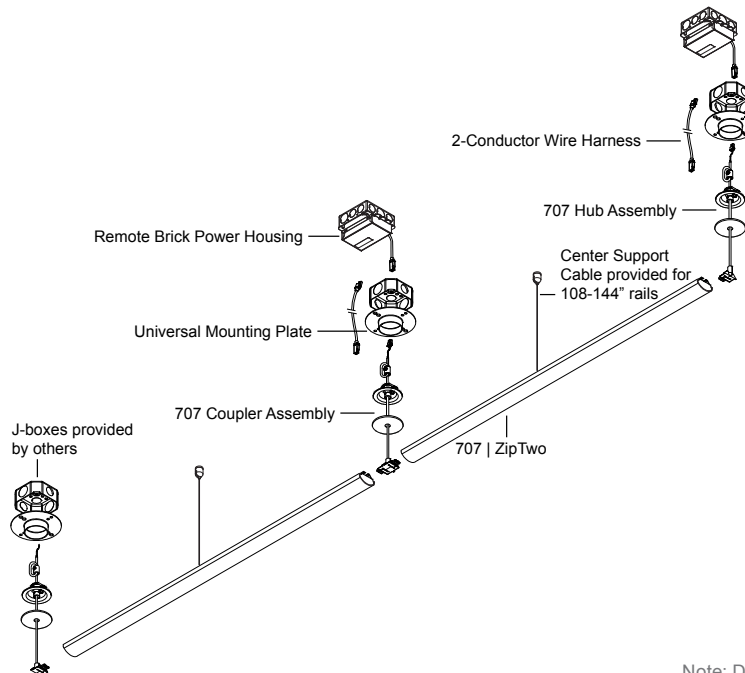 2-Conductor Wire Harness
707 Hub Assembly
Remote Brick Power Housing
Center Support
Cable provided for
108-144” rails
Universal Mounting Plate
707 Coupler Assembly
707 | ZipTwo
J-boxes provided
by others
Note: D